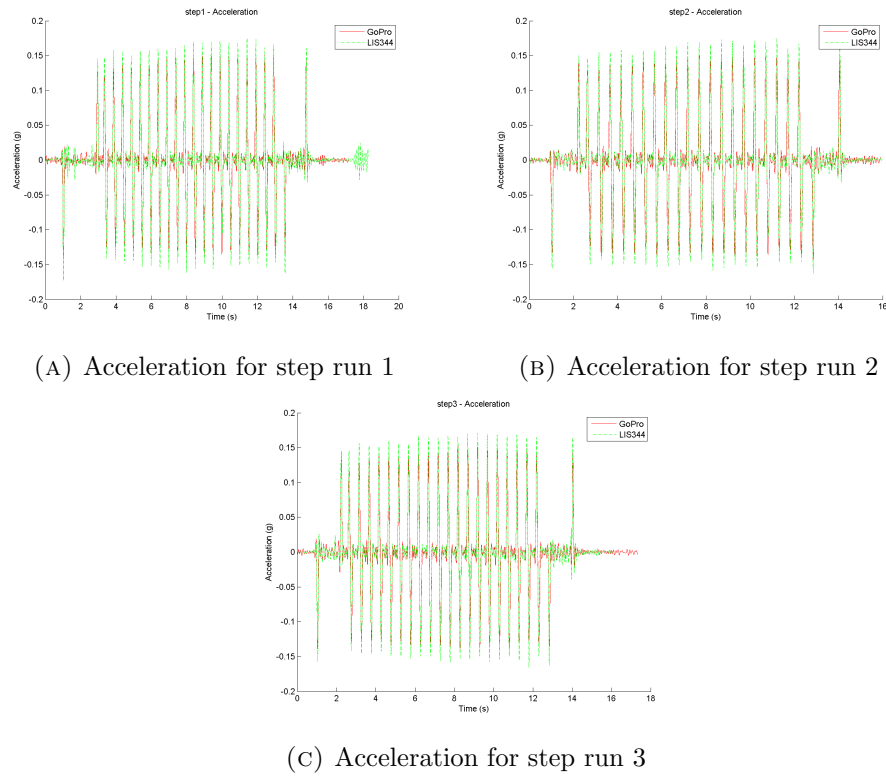 step1 - Acceleration
0.2
0.15
0.1
0.05
0
-0.05
-0.1
-0.15
-0.2
Acceleration (g)
0 2 4 6 8 10 12 14 16 18 20
Time (s)
GoPro
LIS344
(A) Acceleration for step run 1
step2 - Acceleration
0.2
0.15
0.1
0.05
0
-0.05
-0.1
-0.15
-0.2
Acceleration (g)
0 2 4 6 8 10 12 14 16
Time (s)
GoPro
LIS344
(B) Acceleration for step run 2
step3 - Acceleration
0.2
0.15
0.1
0.05
0
-0.05
-0.1
-0.15
-0.2
Acceleration (g)
0 2 4 6 8 10 12 14 16 18
Time (s)
GoPro
LIS344
(C) Acceleration for step run 3